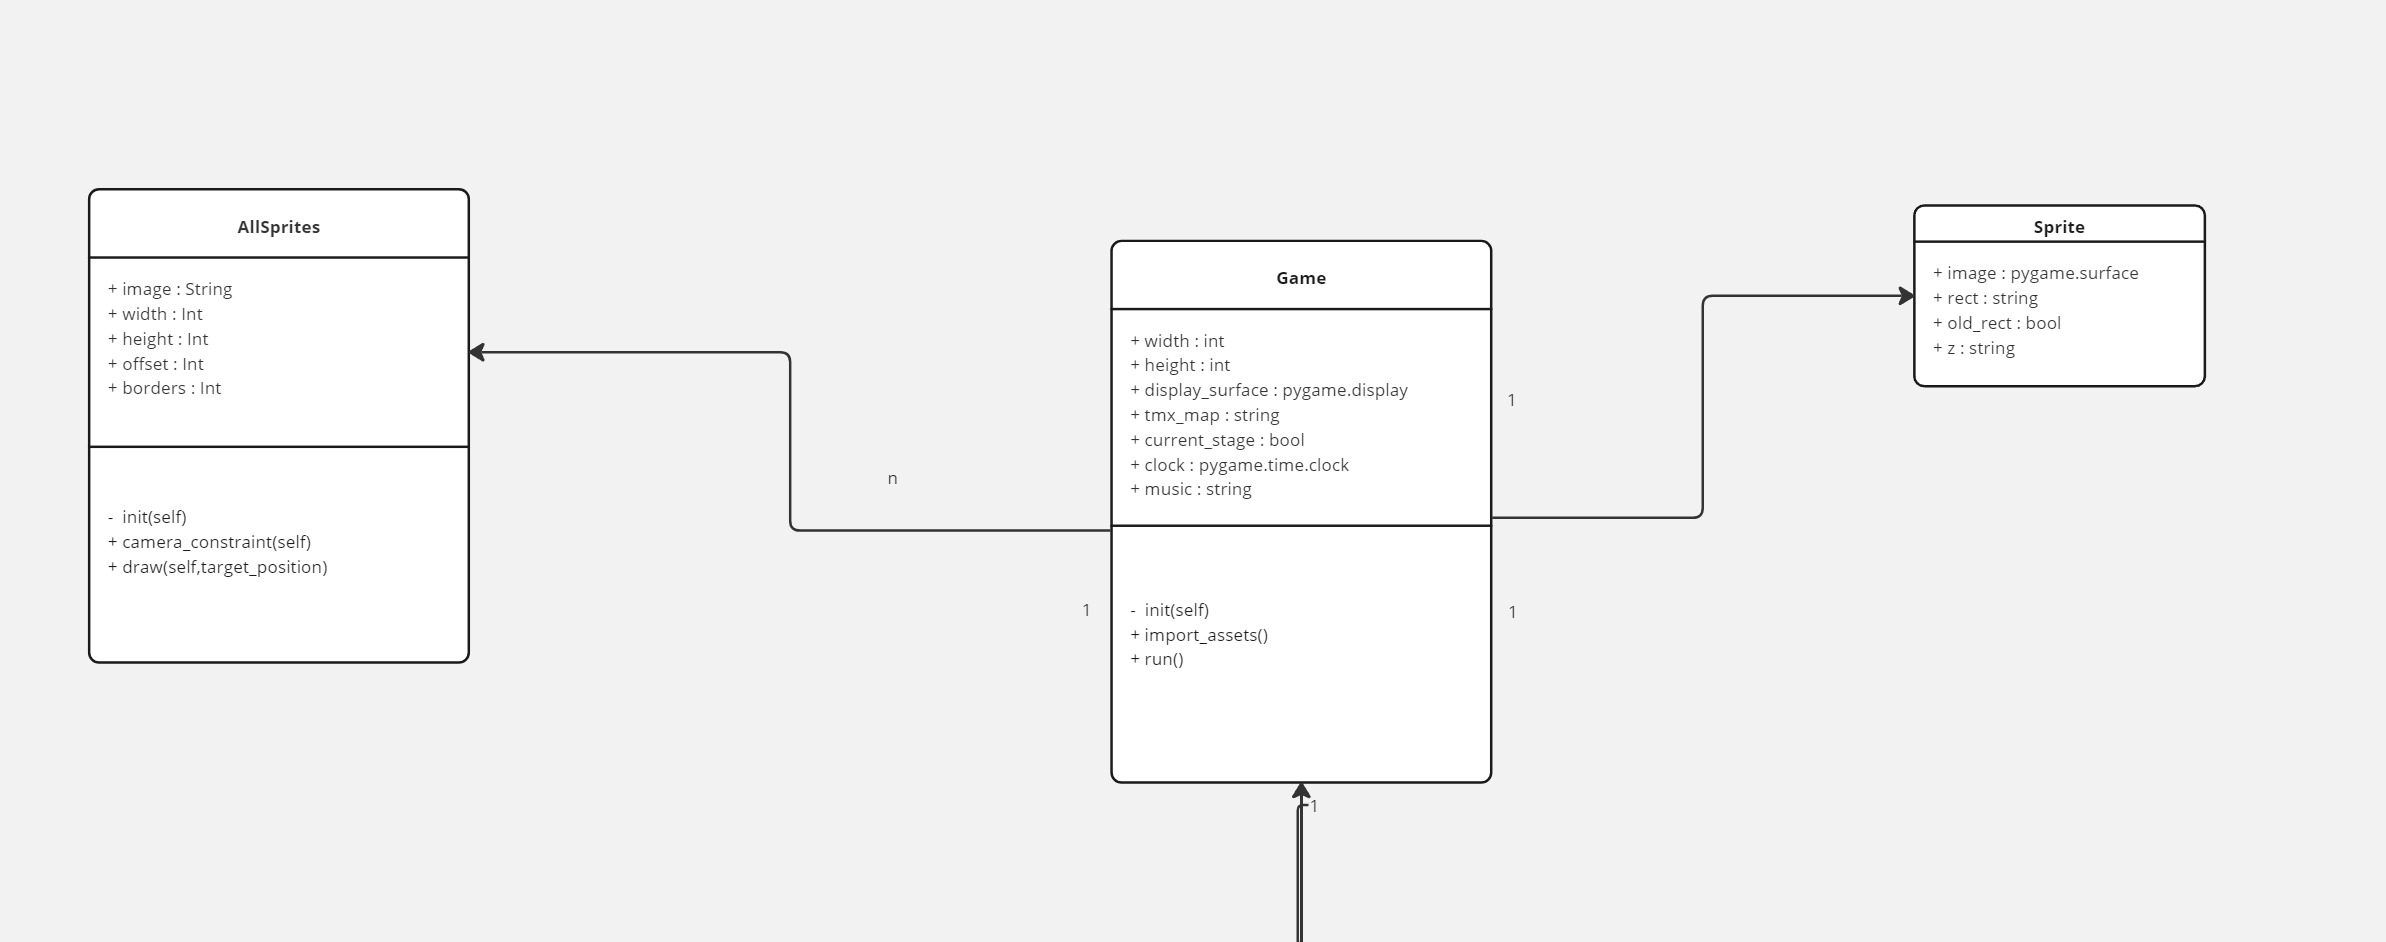 AllSprites
+ image : String
+ width : Int
+ height : Int
+ offset : Int
+ borders : Int
-  init(self)
+ camera_constraint(self)
+ draw(self,target_position)
n
1
Game
+ width : int
+ height : int
+ display_surface : pygame.display
+ tmx_map : string
+ current_stage : bool
+ clock : pygame.time.clock
+ music : string
-  init(self)
+ import_assets()
+ run()
1
1
1
Sprite
+ image : pygame.surface
+ rect : string
+ old_rect : bool
+ z : string